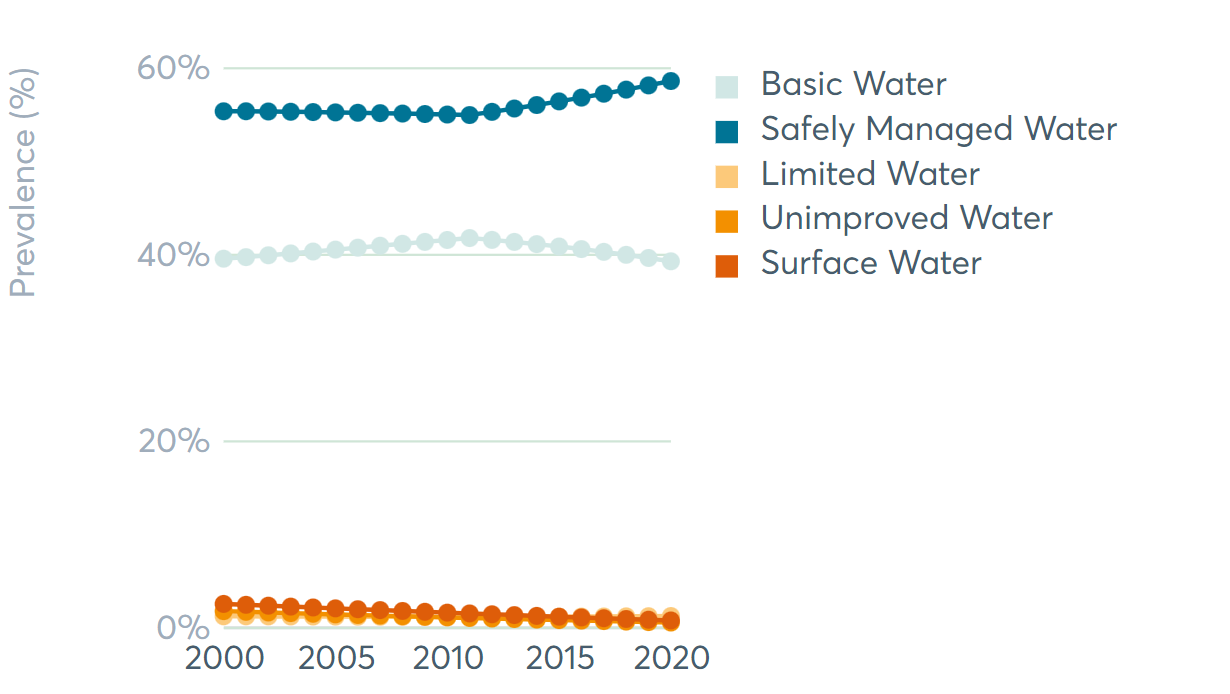 Prevalence (%)
60%
40%
20%
0%
2000 2005 2010 2015 2020
Basic Water
Safely Managed Water
Limited Water
Unimproved Water
Surface Water